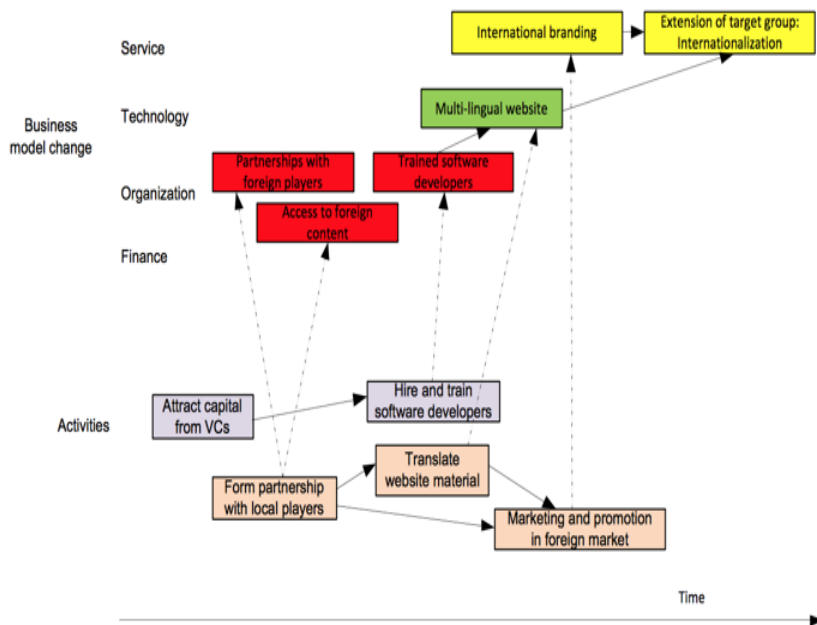 International branding
Extension of target group:
Internationalization
Service
Multi-lingual website
Technology
Business
model change
Partnerships with
foreign players
Trained software
developers
Organization
Access to foreign
content
Finance
Attract capital
from VCs
Hire and train
software developers
Activities
Form partnership
with local players
Translate
website material
Marketing and promotion
in foreign market
Time